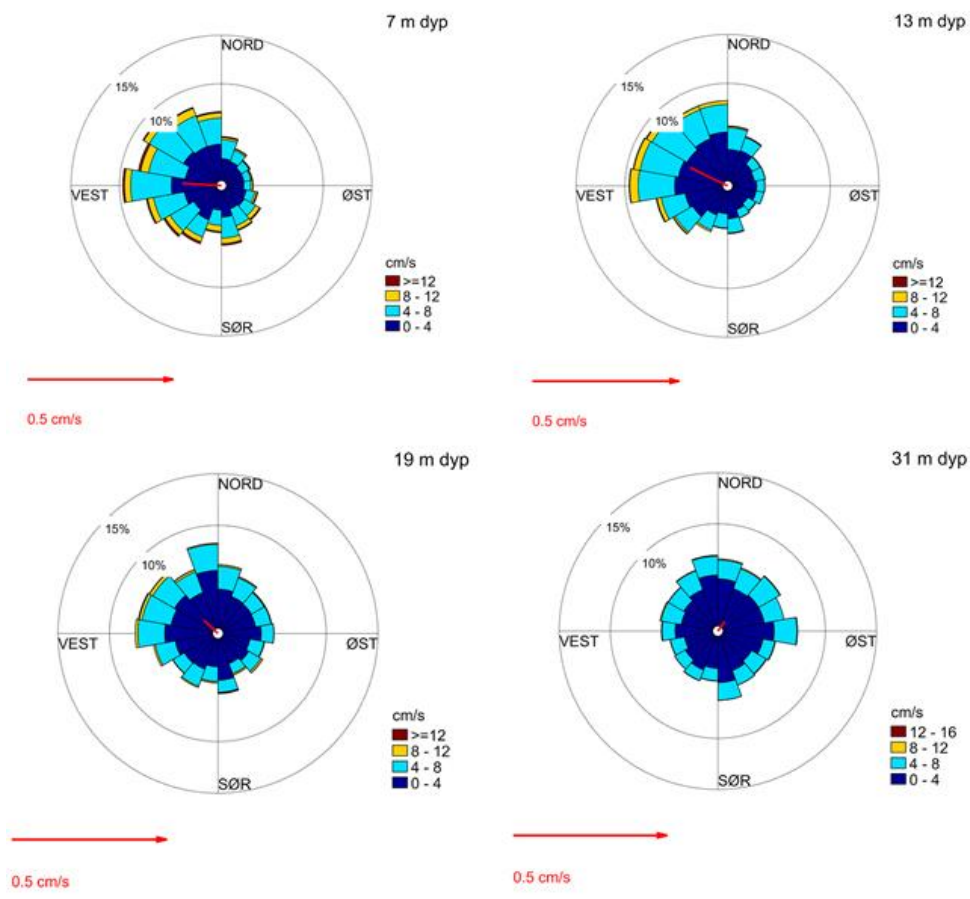 7 m dyp
NORD
15%
10%
VEST
ØST
SØR
cm/s
>=12
8 - 12
4 - 8
0 - 4
0.5 cm/s
13 m dyp
NORD
15%
10%
VEST
ØST
SØR
cm/s
>=12
8 - 12
4 - 8
0 - 4
0.5 cm/s
19 m dyp
NORD
15%
10%
VEST
ØST
SØR
cm/s
>=12
8 - 12
4 - 8
0 - 4
0.5 cm/s
31 m dyp
NORD
15%
10%
VEST
ØST
SØR
cm/s
12 - 16
8 - 12
4 - 8
0 - 4
0.5 cm/s